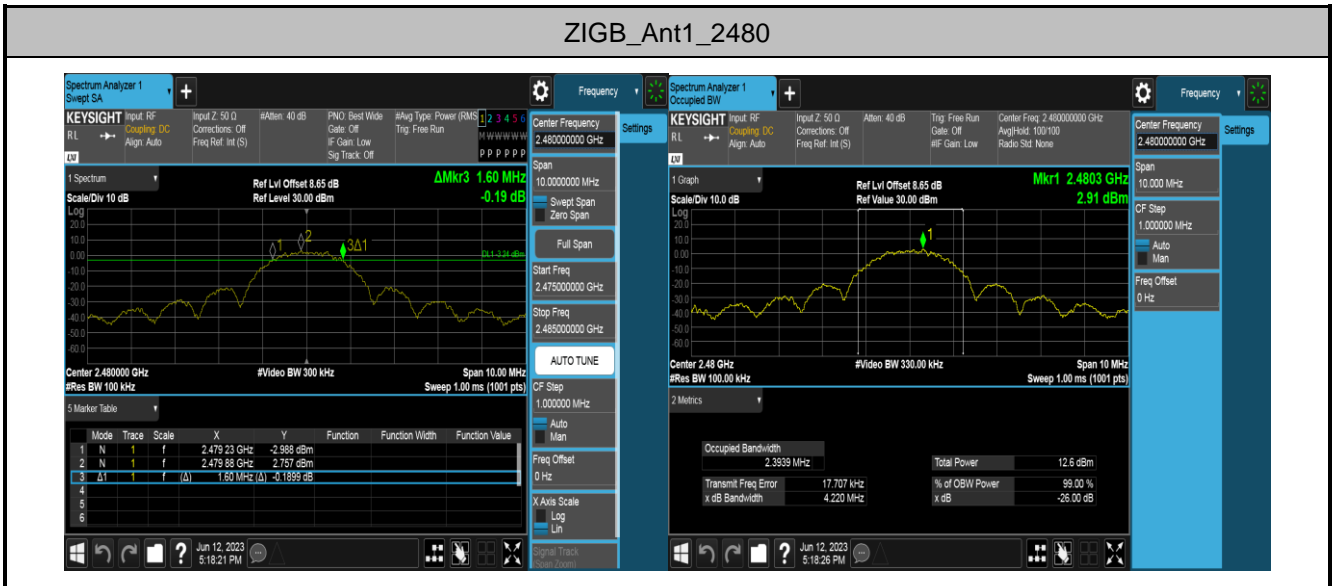 ZIGB_Ant1_2480
Spectrum Analyzer 1
Swept SA
+
Frequency
KEYSIGHT
RL
Input: RF
Coupling: DC
Align: Auto
Input Z: 50 Ω
Corrections: Off
Freq Ref: Int (S)
#Atten: 40 dB
PNO: Best Wide
Gate: Off
IF Gain: Low
Sig Track: Off
#Avg Type: Power (RMS
Trig: Free Run
1 2 3 4 5 6
M W W W W W
P P P P P P
LXI
1 Spectrum
Scale/Div 10 dB
Ref Lvl Offset 8.65 dB
Ref Level 30.00 dBm
ΔMkr3 1.60 MHz
-0.19 dB
Log
20.0
10.0
0.00
-10.0
-20.0
-30.0
-40.0
-50.0
-60.0
1
2
3Δ1
DL1 -3.24 dBm
Center 2.480000 GHz
#Res BW 100 kHz
#Video BW 300 kHz
Span 10.00 MHz
Sweep 1.00 ms (1001 pts)
5 Marker Table
Mode Trace Scale X Y Function Function Width Function Value
1 N 1 f 2.479 23 GHz -2.988 dBm
2 N 1 f 2.479 88 GHz 2.757 dBm
3 Δ1 1 f (Δ) 1.60 MHz (Δ) -0.1899 dB
4
5
6
Jun 12, 2023
5:18:21 PM
Center Frequency
2.480000000 GHz
Settings
Span
10.0000000 MHz
Swept Span
Zero Span
Full Span
Start Freq
2.475000000 GHz
Stop Freq
2.485000000 GHz
AUTO TUNE
CF Step
1.000000 MHz
Auto
Man
Freq Offset
0 Hz
X Axis Scale
Log
Lin
Signal Track
(Span Zoom)
Spectrum Analyzer 1
Occupied BW
+
Frequency
KEYSIGHT
RL
Input: RF
Coupling: DC
Align: Auto
Input Z: 50 Ω
Corrections: Off
Freq Ref: Int (S)
Atten: 40 dB
Trig: Free Run
Gate: Off
#IF Gain: Low
Center Freq: 2.480000000 GHz
Avg|Hold: 100/100
Radio Std: None
LXI
1 Graph
Scale/Div 10.0 dB
Ref Lvl Offset 8.65 dB
Ref Value 30.00 dBm
Mkr1 2.4803 GHz
2.91 dBm
Log
20.0
10.0
0.00
-10.0
-20.0
-30.0
-40.0
-50.0
-60.0
1
Center 2.48 GHz
#Res BW 100.00 kHz
#Video BW 330.00 kHz
Span 10 MHz
Sweep 1.00 ms (1001 pts)
2 Metrics
Occupied Bandwidth
2.3939 MHz
Total Power 12.6 dBm
Transmit Freq Error 17.707 kHz
% of OBW Power 99.00 %
x dB Bandwidth 4.220 MHz
x dB -26.00 dB
Jun 12, 2023
5:18:26 PM
Center Frequency
2.480000000 GHz
Settings
Span
10.000 MHz
CF Step
1.000000 MHz
Auto
Man
Freq Offset
0 Hz